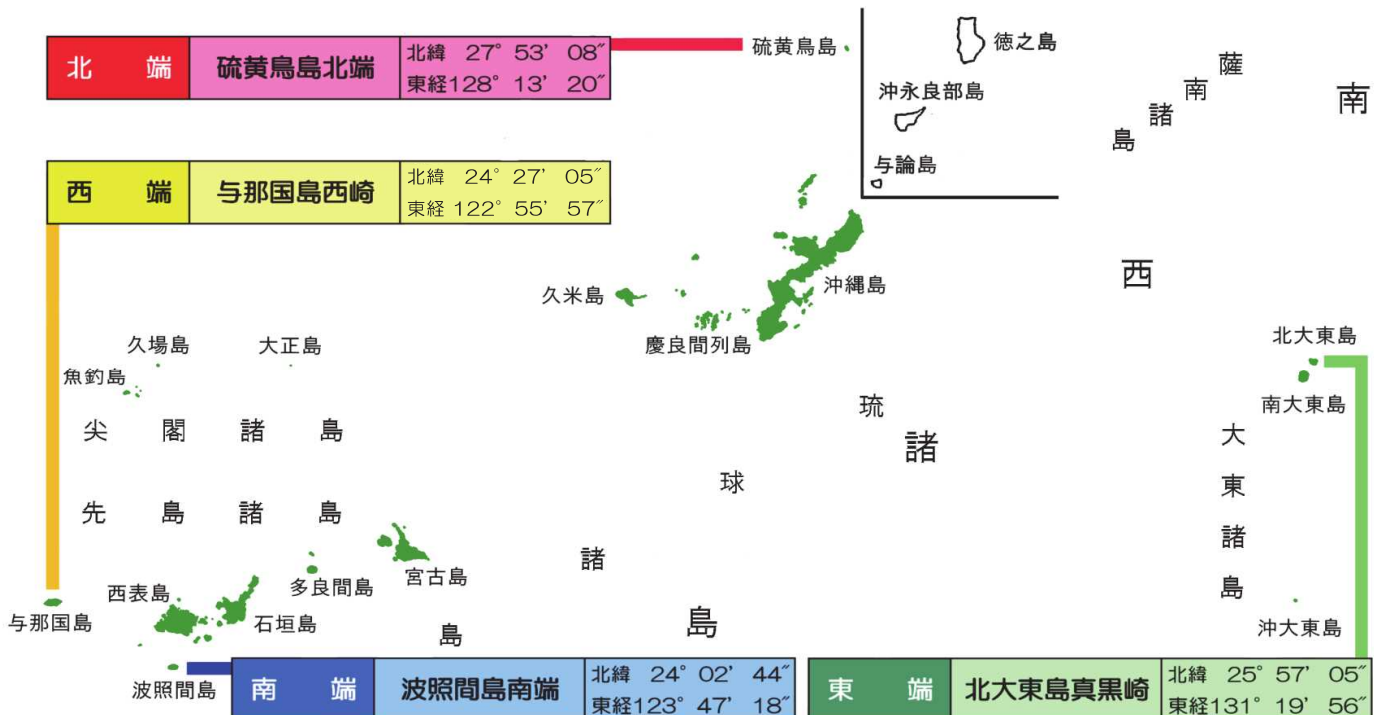 北端 硫黄鳥島北端 北緯 27° 53′ 08″
東経128° 13′ 20″
硫黄鳥島
徳之島
沖永良部島
与論島
薩南諸島
南西諸島
西端 与那国島西崎 北緯 24° 27′ 05″
東経 122° 55′ 57″
沖縄島
久米島
慶良間列島
久場島
大正島
魚釣島
尖閣諸島
先島諸島
琉球諸島
北大東島
南大東島
大東諸島
沖大東島
宮古島
多良間島
西表島
石垣島
与那国島
波照間島
南端 波照間島南端 北緯 24° 02′ 44″
東経123° 47′ 18″
東端 北大東島真黒崎 北緯 25° 57′ 05″
東経131° 19′ 56″